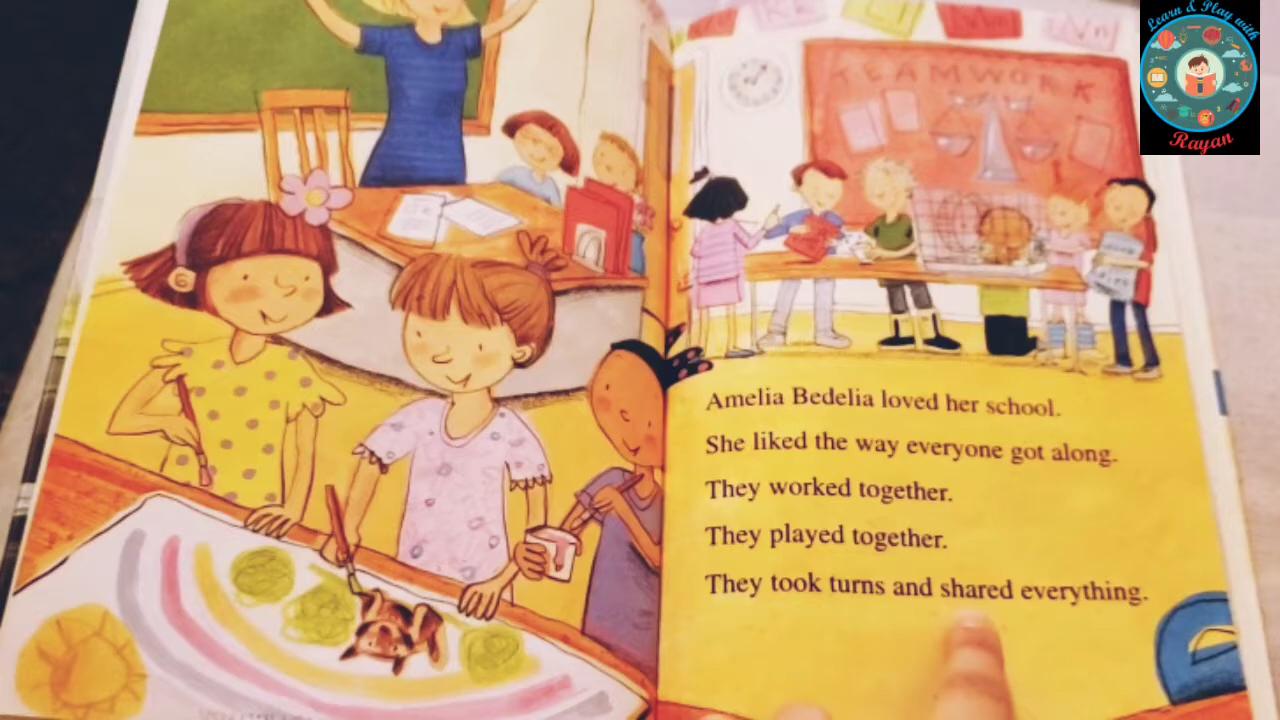 Learn & Play with
Rayan
TEAMWORK
Amelia Bedelia loved her school.
She liked the way everyone got along.
They worked together.
They played together.
They took turns and shared everything.